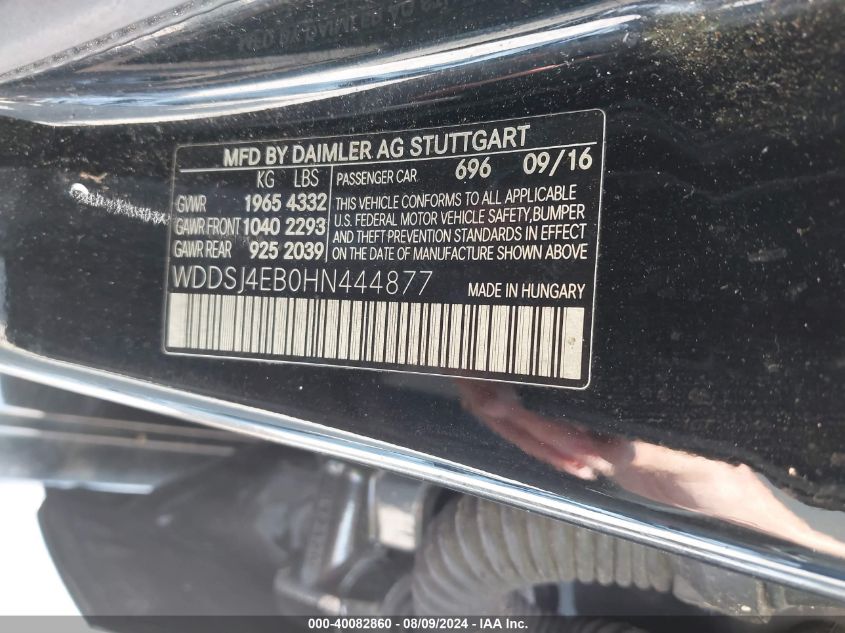 MFD BY DAIMLER AG STUTTGART
KG LBS
GVWR 1965 4332
GAWR FRONT 1040 2293
GAWR REAR 925 2039
PASSENGER CAR 696 09/16
THIS VEHICLE CONFORMS TO ALL APPLICABLE
U.S. FEDERAL MOTOR VEHICLE SAFETY, BUMPER
AND THEFT PREVENTION STANDARDS IN EFFECT
ON THE DATE OF MANUFACTURE SHOWN ABOVE
WDDSJ4EB0HN444877 MADE IN HUNGARY
000-40082860 - 08/09/2024 - IAA, Inc.